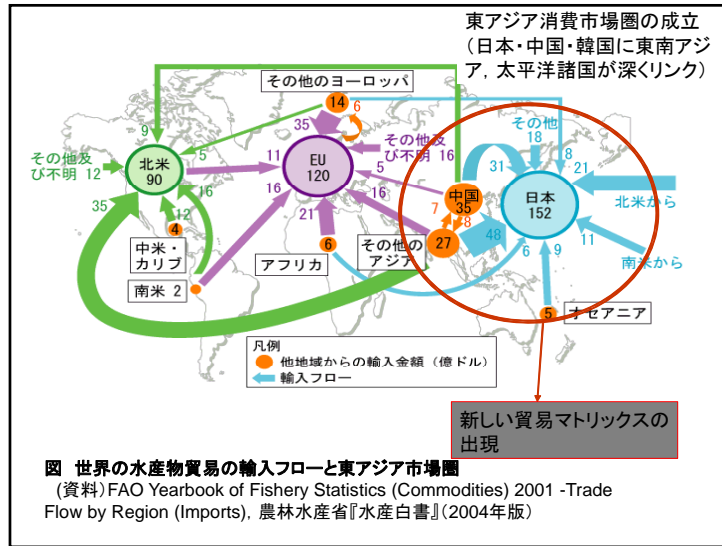 東アジア消費市場圏の成立
（日本・中国・韓国に東南アジ
ア，太平洋諸国が深くリンク）
その他のヨーロッパ
14
6
35
9
5
11
その他及
び不明 12
北米
90
EU
120
その他及
び不明 16
5
その他
18
8
31
21
中国
35
日本
152
北米から
35
16
12
4
中米・
カリブ
16
21
6
アフリカ
16
その他の
アジア
7
8
27
48
6
9
11
南米から
南米 2
5
オセアニア
凡例
他地域からの輸入金額（億ドル）
輸入フロー
新しい貿易マトリックスの
出現
図 世界の水産物貿易の輸入フローと東アジア市場圏
(資料)FAO Yearbook of Fishery Statistics (Commodities) 2001 -Trade
Flow by Region (Imports)，農林水産省『水産白書』（2004年版）